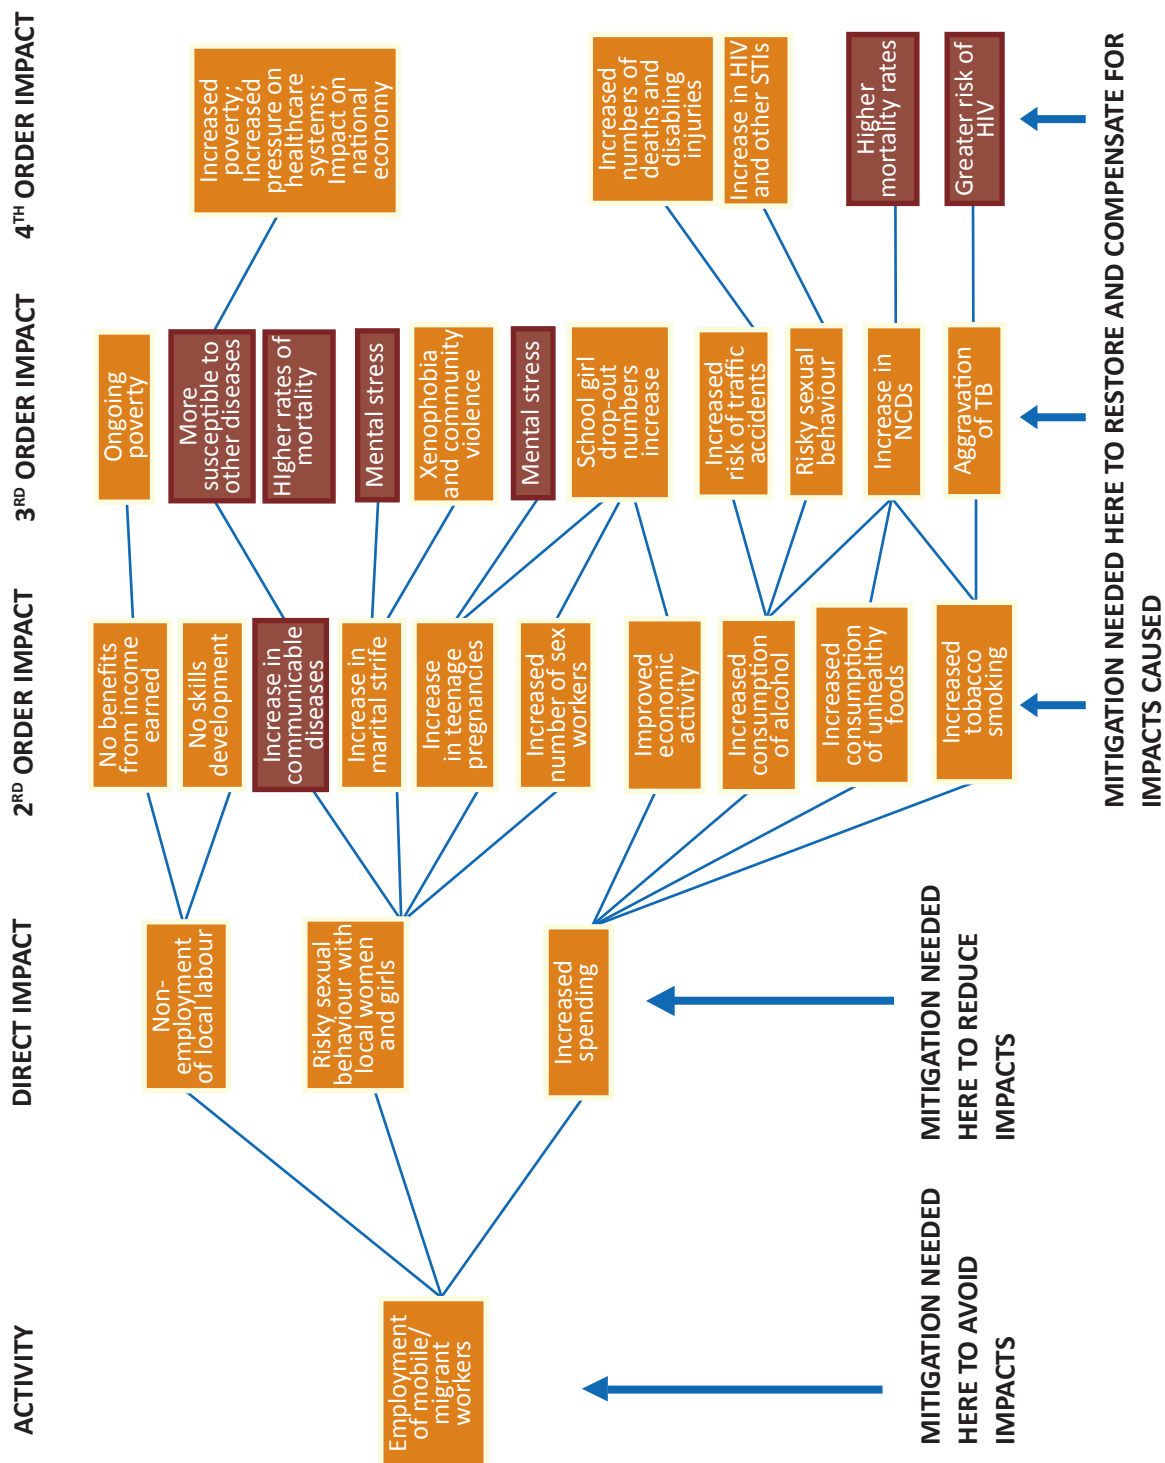 ACTIVITY
DIRECT IMPACT
2RD ORDER IMPACT
3RD ORDER IMPACT
4TH ORDER IMPACT
Employment
of mobile/
migrant
workers
Non-
employment
of local labour
Risky sexual
behaviour with
local women
and girls
Increased
spending
No benefits
from income
earned
No skills
development
Increase in
communicable
diseases
Increase in
marital strife
Increase
in teenage
pregnancies
Increased
number of sex
workers
Improved
economic
activity
Increased
consumption
of alcohol
Increased
consumption
of unhealthy
foods
Increased
tobacco
smoking
Ongoing
poverty
More
susceptible to
other diseases
HIgher rates of
mortality
Mental stress
Xenophobia
and community
violence
Mental stress
School girl
drop-out
numbers
increase
Increased
risk of traffic
accidents
Risky sexual
behaviour
Increase in
NCDs
Aggravation
of TB
Increased
poverty;
Increased
pressure on
healthcare
systems;
Impact on
national
economy
Increased
numbers of
deaths and
disabling
injuries
Increase in HIV
and other STIs
Higher
mortality rates
Greater risk of
HIV
MITIGATION NEEDED
HERE TO AVOID
IMPACTS
MITIGATION NEEDED
HERE TO REDUCE
IMPACTS
MITIGATION NEEDED HERE TO RESTORE AND COMPENSATE FOR
IMPACTS CAUSED